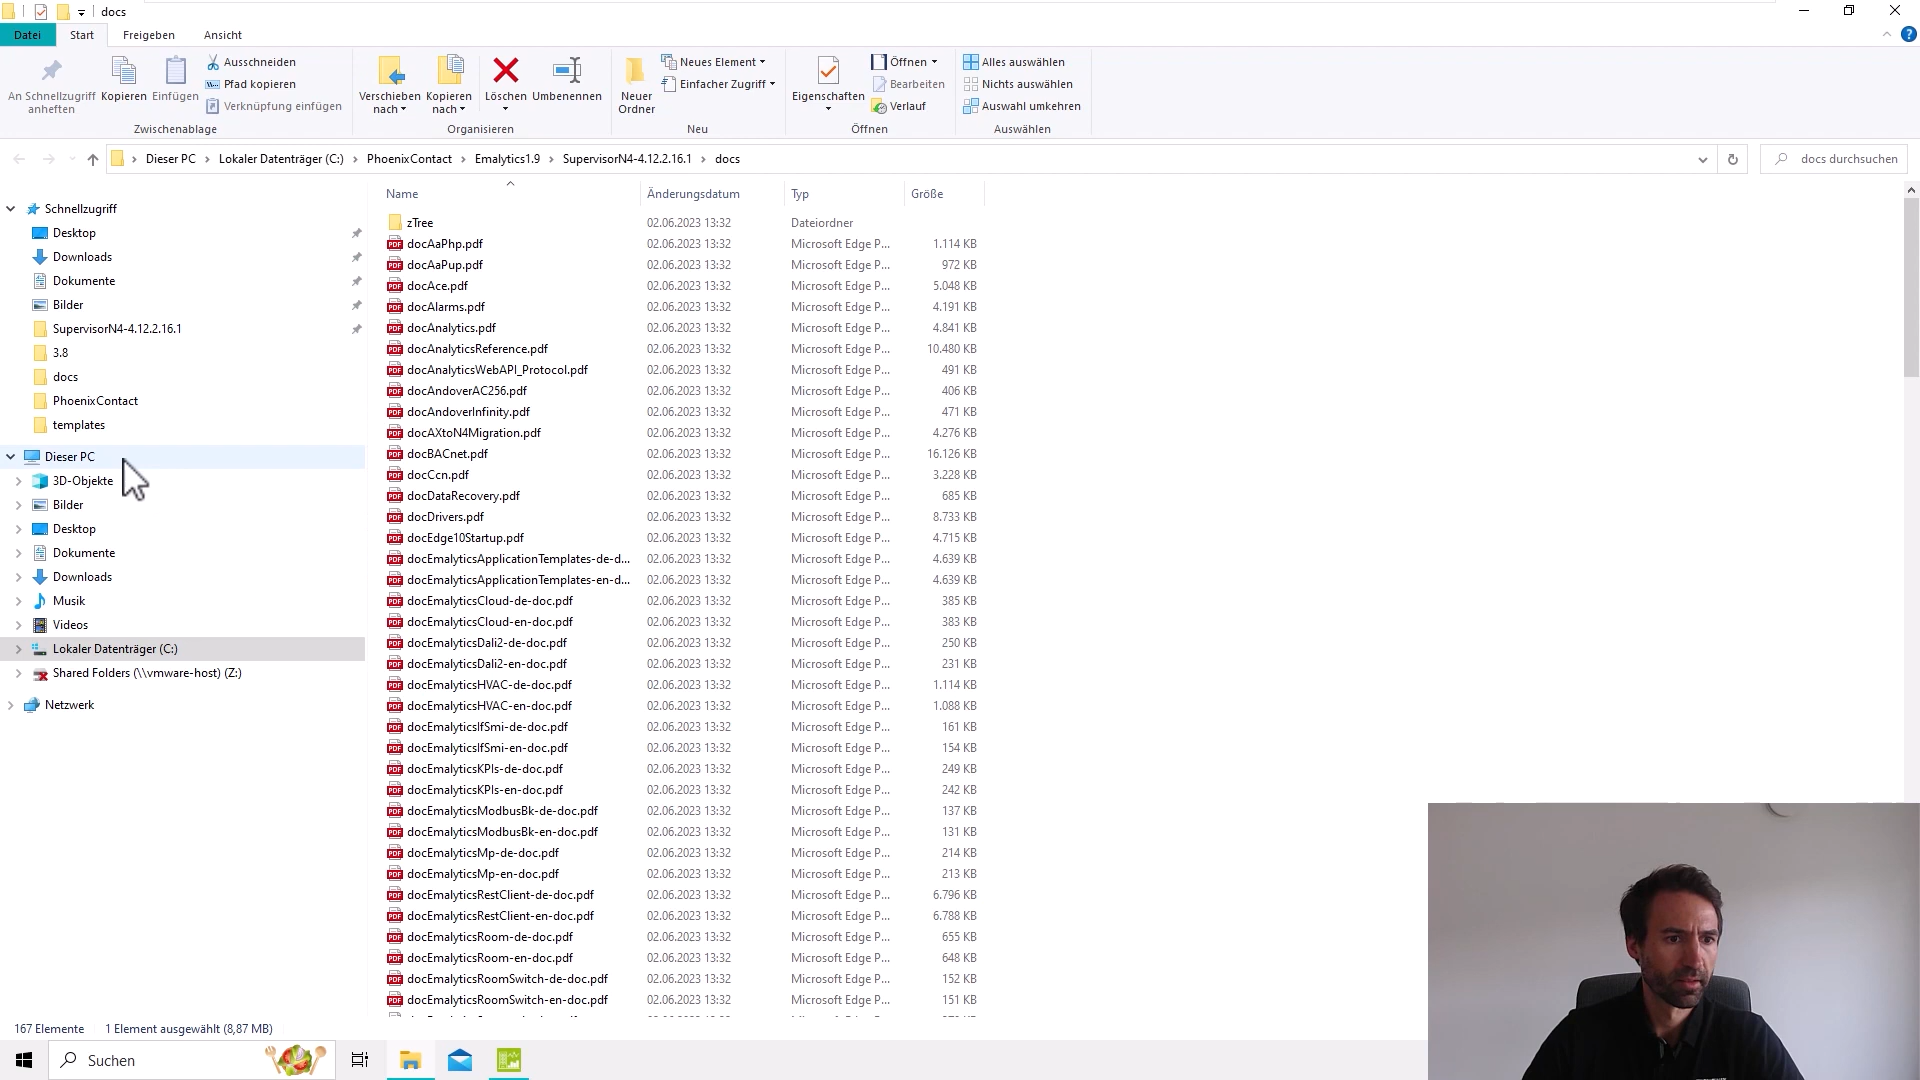 docs
Datei Start Freigeben Ansicht
An Schnellzugriff anheften
Kopieren
Einfügen
Ausschneiden
Pfad kopieren
Verknüpfung einfügen
Zwischenablage
Verschieben nach
Kopieren nach
Löschen
Umbenennen
Organisieren
Neuer Ordner
Neues Element
Einfacher Zugriff
Neu
Eigenschaften
Öffnen
Bearbeiten
Verlauf
Öffnen
Alles auswählen
Nichts auswählen
Auswahl umkehren
Auswählen
Dieser PC > Lokaler Datenträger (C:) > PhoenixContact > Emalytics1.9 > SupervisorN4-4.12.2.16.1 > docs
docs durchsuchen
Schnellzugriff
Desktop
Downloads
Dokumente
Bilder
SupervisorN4-4.12.2.16.1
3.8
docs
PhoenixContact
templates
Dieser PC
3D-Objekte
Bilder
Desktop
Dokumente
Downloads
Musik
Videos
Lokaler Datenträger (C:)
Shared Folders (\\vmware-host) (Z:)
Netzwerk
Name Änderungsdatum Typ Größe
zTree 02.06.2023 13:32 Dateiordner
docAaPhp.pdf 02.06.2023 13:32 Microsoft Edge P... 1.114 KB
docAaPup.pdf 02.06.2023 13:32 Microsoft Edge P... 972 KB
docAce.pdf 02.06.2023 13:32 Microsoft Edge P... 5.048 KB
docAlarms.pdf 02.06.2023 13:32 Microsoft Edge P... 4.191 KB
docAnalytics.pdf 02.06.2023 13:32 Microsoft Edge P... 4.841 KB
docAnalyticsReference.pdf 02.06.2023 13:32 Microsoft Edge P... 10.480 KB
docAnalyticsWebAPI_Protocol.pdf 02.06.2023 13:32 Microsoft Edge P... 491 KB
docAndoverAC256.pdf 02.06.2023 13:32 Microsoft Edge P... 406 KB
docAndoverInfinity.pdf 02.06.2023 13:32 Microsoft Edge P... 471 KB
docAXtoN4Migration.pdf 02.06.2023 13:32 Microsoft Edge P... 4.276 KB
docBACnet.pdf 02.06.2023 13:32 Microsoft Edge P... 16.126 KB
docCcn.pdf 02.06.2023 13:32 Microsoft Edge P... 3.228 KB
docDataRecovery.pdf 02.06.2023 13:32 Microsoft Edge P... 685 KB
docDrivers.pdf 02.06.2023 13:32 Microsoft Edge P... 8.733 KB
docEdge10Startup.pdf 02.06.2023 13:32 Microsoft Edge P... 4.715 KB
docEmalyticsApplicationTemplates-de-d... 02.06.2023 13:32 Microsoft Edge P... 4.639 KB
docEmalyticsApplicationTemplates-en-d... 02.06.2023 13:32 Microsoft Edge P... 4.639 KB
docEmalyticsCloud-de-doc.pdf 02.06.2023 13:32 Microsoft Edge P... 385 KB
docEmalyticsCloud-en-doc.pdf 02.06.2023 13:32 Microsoft Edge P... 383 KB
docEmalyticsDali2-de-doc.pdf 02.06.2023 13:32 Microsoft Edge P... 250 KB
docEmalyticsDali2-en-doc.pdf 02.06.2023 13:32 Microsoft Edge P... 231 KB
docEmalyticsHVAC-de-doc.pdf 02.06.2023 13:32 Microsoft Edge P... 1.114 KB
docEmalyticsHVAC-en-doc.pdf 02.06.2023 13:32 Microsoft Edge P... 1.088 KB
docEmalyticsIfSmi-de-doc.pdf 02.06.2023 13:32 Microsoft Edge P... 161 KB
docEmalyticsIfSmi-en-doc.pdf 02.06.2023 13:32 Microsoft Edge P... 154 KB
docEmalyticsKPIs-de-doc.pdf 02.06.2023 13:32 Microsoft Edge P... 249 KB
docEmalyticsKPIs-en-doc.pdf 02.06.2023 13:32 Microsoft Edge P... 242 KB
docEmalyticsModbusBk-de-doc.pdf 02.06.2023 13:32 Microsoft Edge P... 137 KB
docEmalyticsModbusBk-en-doc.pdf 02.06.2023 13:32 Microsoft Edge P... 131 KB
docEmalyticsMp-de-doc.pdf 02.06.2023 13:32 Microsoft Edge P... 214 KB
docEmalyticsMp-en-doc.pdf 02.06.2023 13:32 Microsoft Edge P... 213 KB
docEmalyticsRestClient-de-doc.pdf 02.06.2023 13:32 Microsoft Edge P... 6.796 KB
docEmalyticsRestClient-en-doc.pdf 02.06.2023 13:32 Microsoft Edge P... 6.788 KB
docEmalyticsRoom-de-doc.pdf 02.06.2023 13:32 Microsoft Edge P... 655 KB
docEmalyticsRoom-en-doc.pdf 02.06.2023 13:32 Microsoft Edge P... 648 KB
docEmalyticsRoomSwitch-de-doc.pdf 02.06.2023 13:32 Microsoft Edge P... 152 KB
docEmalyticsRoomSwitch-en-doc.pdf 02.06.2023 13:32 Microsoft Edge P... 151 KB
167 Elemente 1 Element ausgewählt (8,87 MB)
Suchen